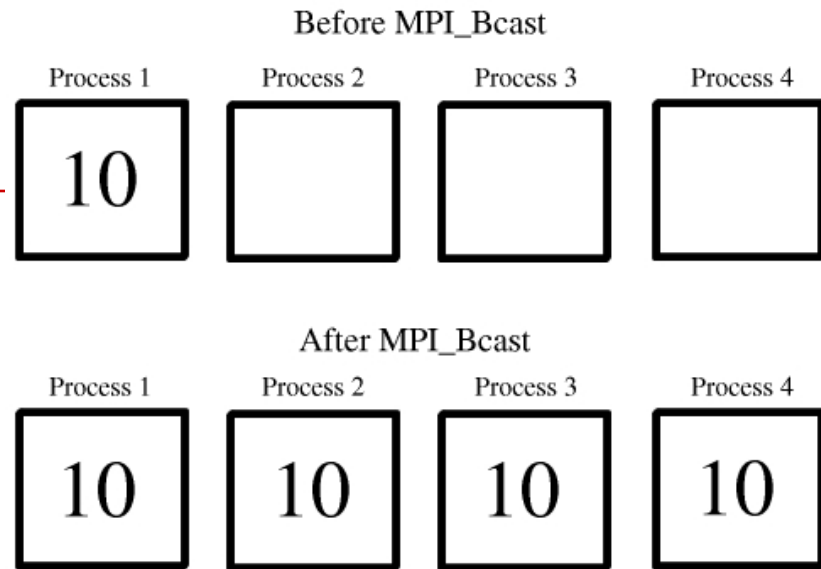 Before MPI_Bcast
Process 1 Process 2 Process 3 Process 4
10
After MPI_Bcast
Process 1 Process 2 Process 3 Process 4
10 10 10 10